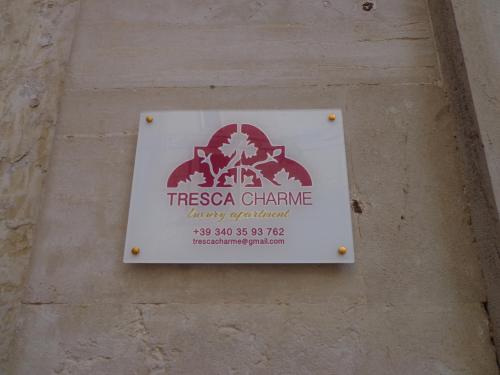 TRESCA CHARME
luxury apartment
+39 340 35 93 762
trescacharme@gmail.com